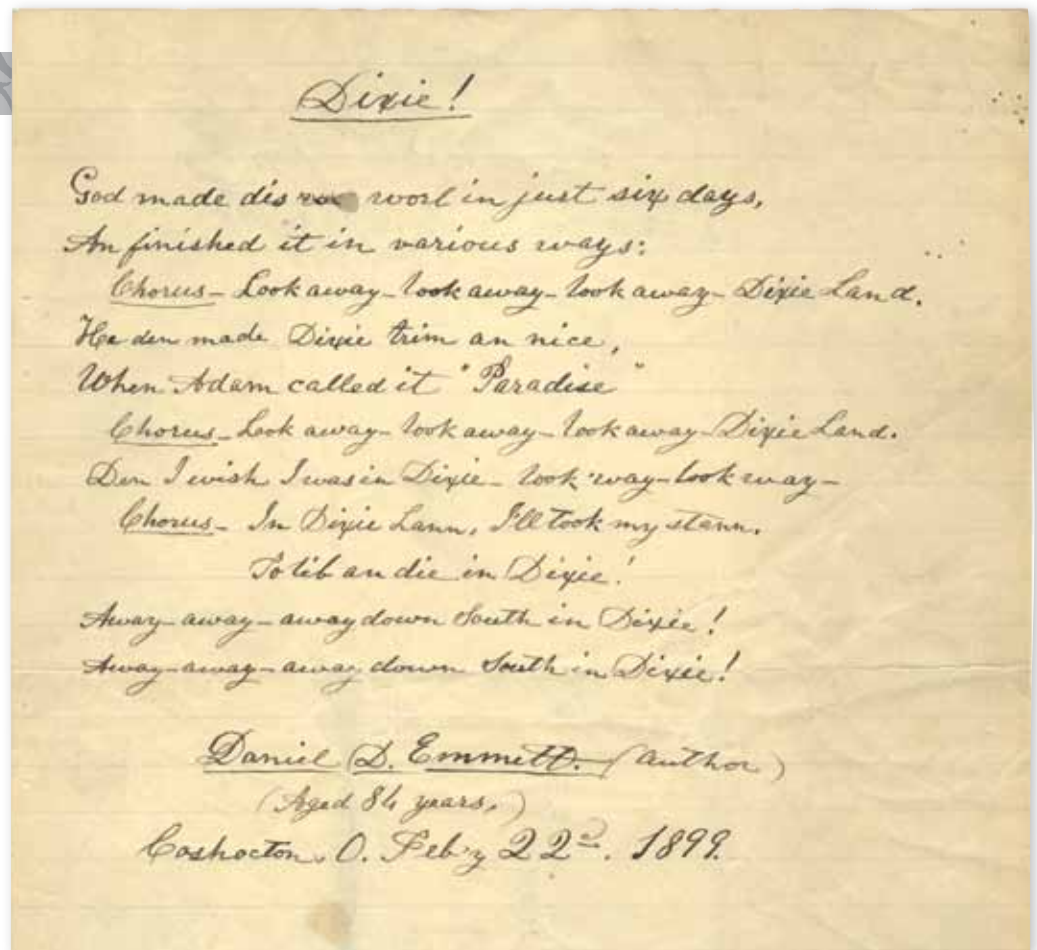 Dixie!
God made dis worl in just six days,
An finished it in various ways:
Chorus - Look away - look away - look away - Dixie Land.
He den made Dixie trim an nice,
When Adam called it "Paradise"
Chorus - Look away - look away - look away - Dixie Land.
Den I wish I was in Dixie - look 'way - look way -
Chorus - In Dixie Lann, I'll took my stann.
To lib an die in Dixie!
Away - away - away down South in Dixie!
Away - away - away down South in Dixie!
Daniel D. Emmett. (Author)
(Aged 84 years,)
Coshocton, O. Feb'y 22d. 1899.